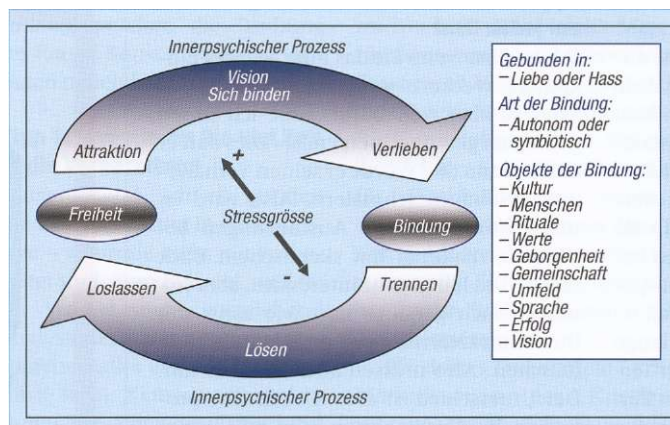 Innerpsychischer Prozess
Vision
Sich binden
Attraktion
Verlieben
+
Freiheit
Stressgrösse
Bindung
-
Loslassen
Trennen
Lösen
Innerpsychischer Prozess
Gebunden in:
– Liebe oder Hass
Art der Bindung:
– Autonom oder
symbiotisch
Objekte der Bindung:
– Kultur
– Menschen
– Rituale
– Werte
– Geborgenheit
– Gemeinschaft
– Umfeld
– Sprache
– Erfolg
– Vision